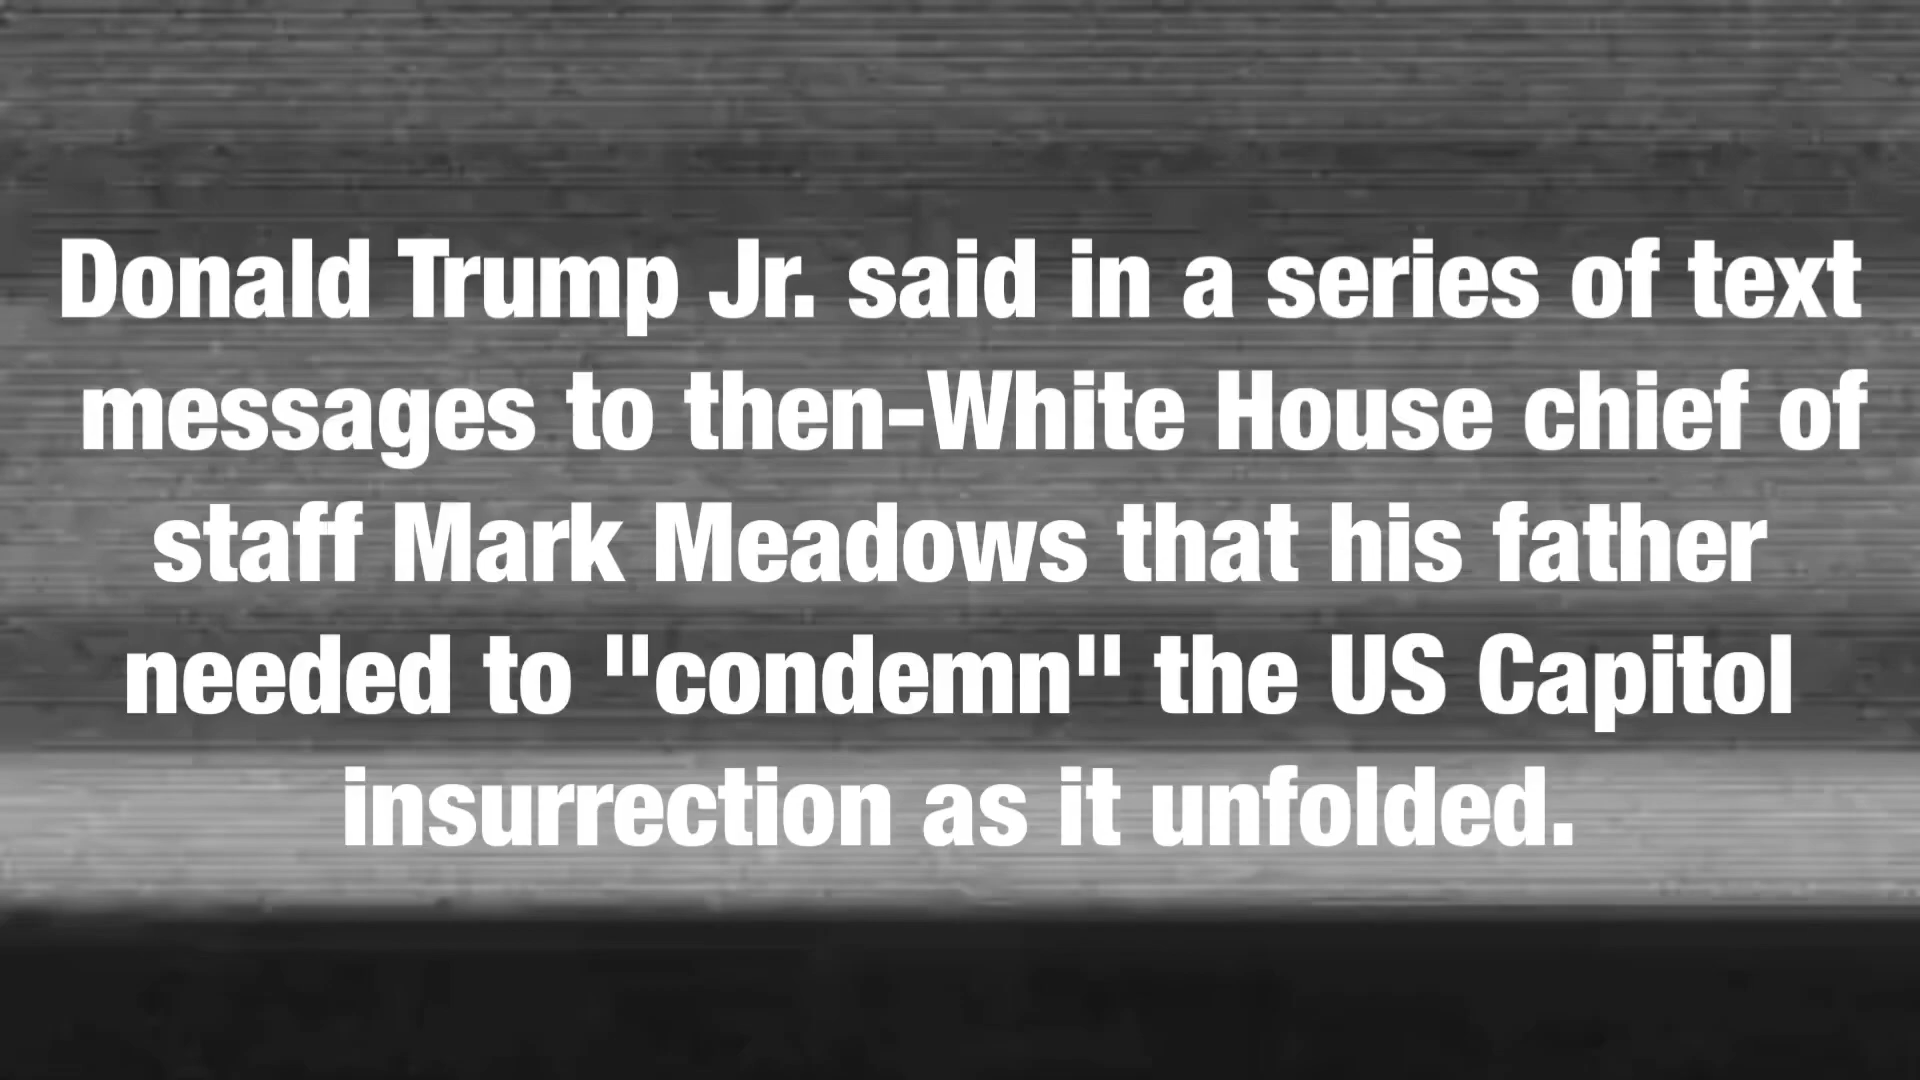 Donald Trump Jr. said in a series of text
messages to then-White House chief of
staff Mark Meadows that his father
needed to "condemn" the US Capitol
insurrection as it unfolded.